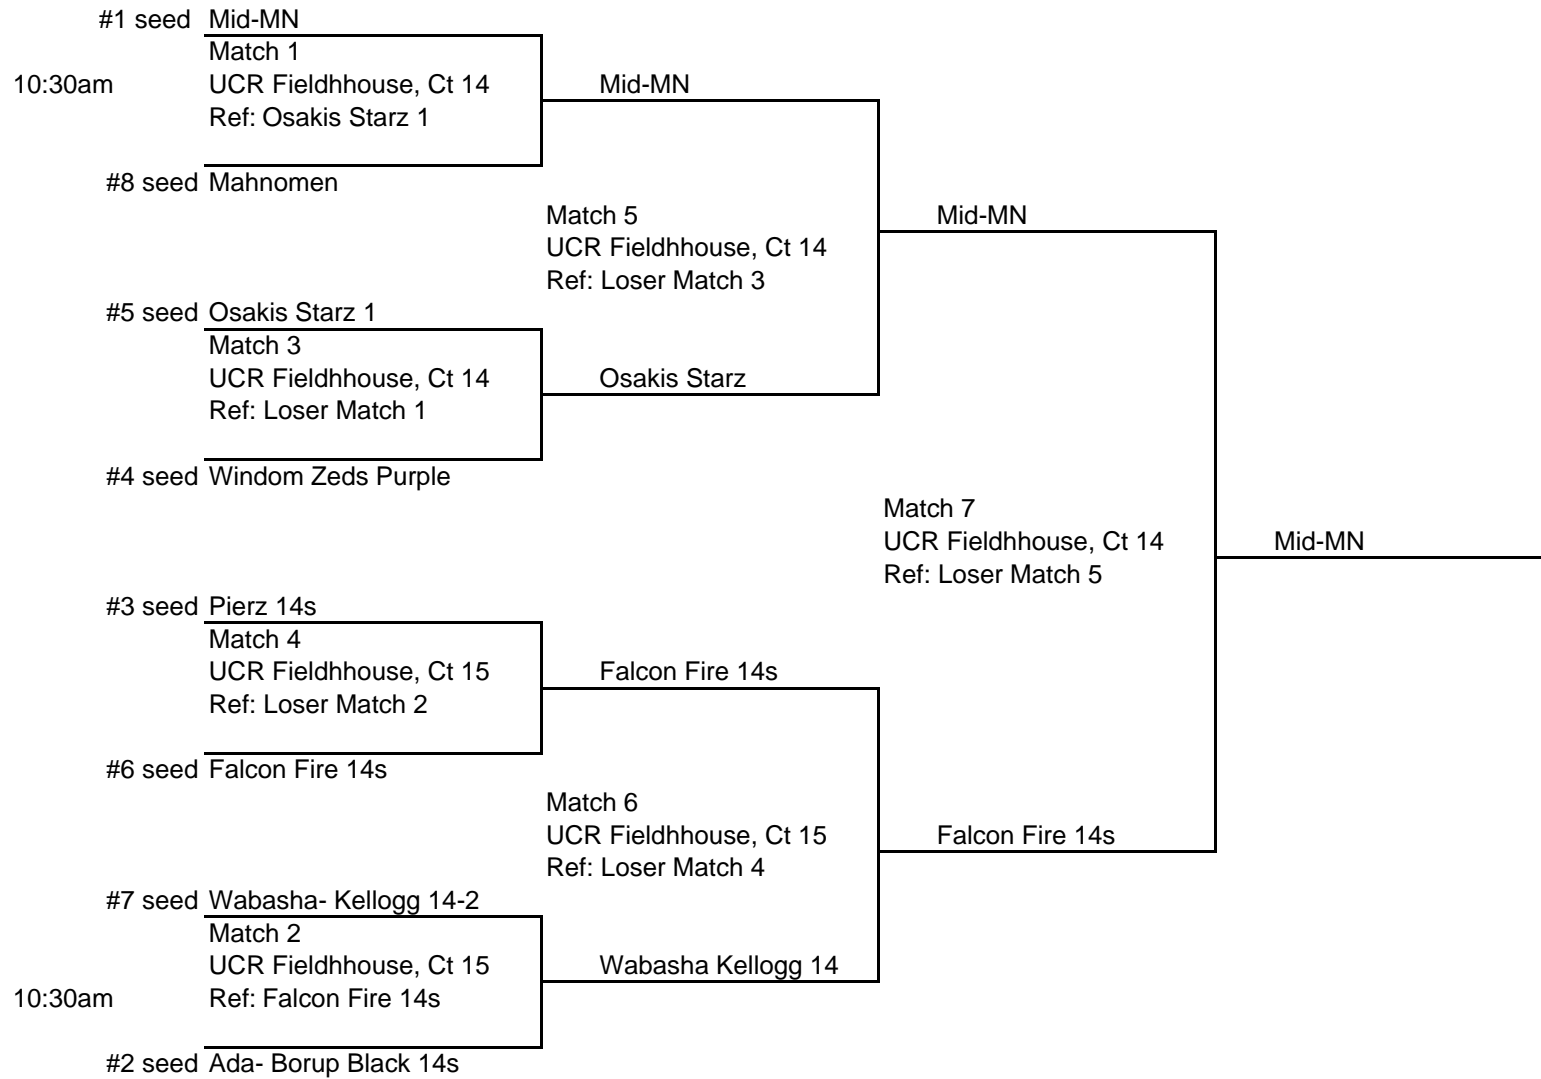 #1 seed Mid-MN
Match 1
10:30am UCR Fieldhhouse, Ct 14 Mid-MN
Ref: Osakis Starz 1
#8 seed Mahnomen
Match 5 Mid-MN
UCR Fieldhhouse, Ct 14
Ref: Loser Match 3
#5 seed Osakis Starz 1
Match 3
UCR Fieldhhouse, Ct 14 Osakis Starz
Ref: Loser Match 1
#4 seed Windom Zeds Purple
Match 7
UCR Fieldhhouse, Ct 14 Mid-MN
Ref: Loser Match 5
#3 seed Pierz 14s
Match 4
UCR Fieldhhouse, Ct 15 Falcon Fire 14s
Ref: Loser Match 2
#6 seed Falcon Fire 14s
Match 6
UCR Fieldhhouse, Ct 15 Falcon Fire 14s
Ref: Loser Match 4
#7 seed Wabasha- Kellogg 14-2
Match 2
UCR Fieldhhouse, Ct 15 Wabasha Kellogg 14
10:30am Ref: Falcon Fire 14s
#2 seed Ada- Borup Black 14s